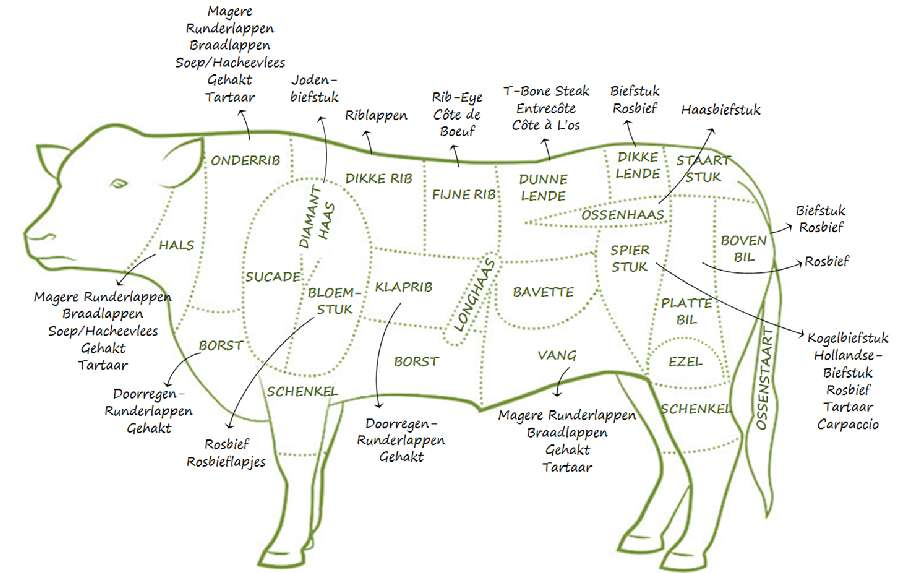 Magere
Runderlappen
Braadlappen
Soep/Hacheevlees
Gehakt
Tartaar
Joden-
biefstuk
Riblappen
Rib-Eye
Côte de
Boeuf
T-Bone Steak
Entrecôte
Côte à L'os
Biefstuk
Rosbief
Haasbiefstuk
ONDERRIB
DIAMANT
HAAS
DIKKE RIB
FIJNE RIB
DUNNE
LENDE
DIKKE
LENDE
STAART
STUK
OSSENHAAS
Biefstuk
Rosbief
HALS
SUCADE
BLOEM-
STUK
KLAPRIB
LONGHAAS
BAVETTE
SPIER
STUK
BOVEN
BIL
Rosbief
PLATTE
BIL
Magere Runderlappen
Braadlappen
Soep/Hacheevlees
Gehakt
Tartaar
BORST
BORST
VANG
EZEL
Kogelbiefstuk
Hollandse-
Biefstuk
Rosbief
Tartaar
Carpaccio
SCHENKEL
SCHENKEL
OSSENSTAART
Doorregen-
Runderlappen
Gehakt
Rosbief
Rosbieflapjes
Doorregen-
Runderlappen
Gehakt
Magere Runderlappen
Braadlappen
Gehakt
Tartaar